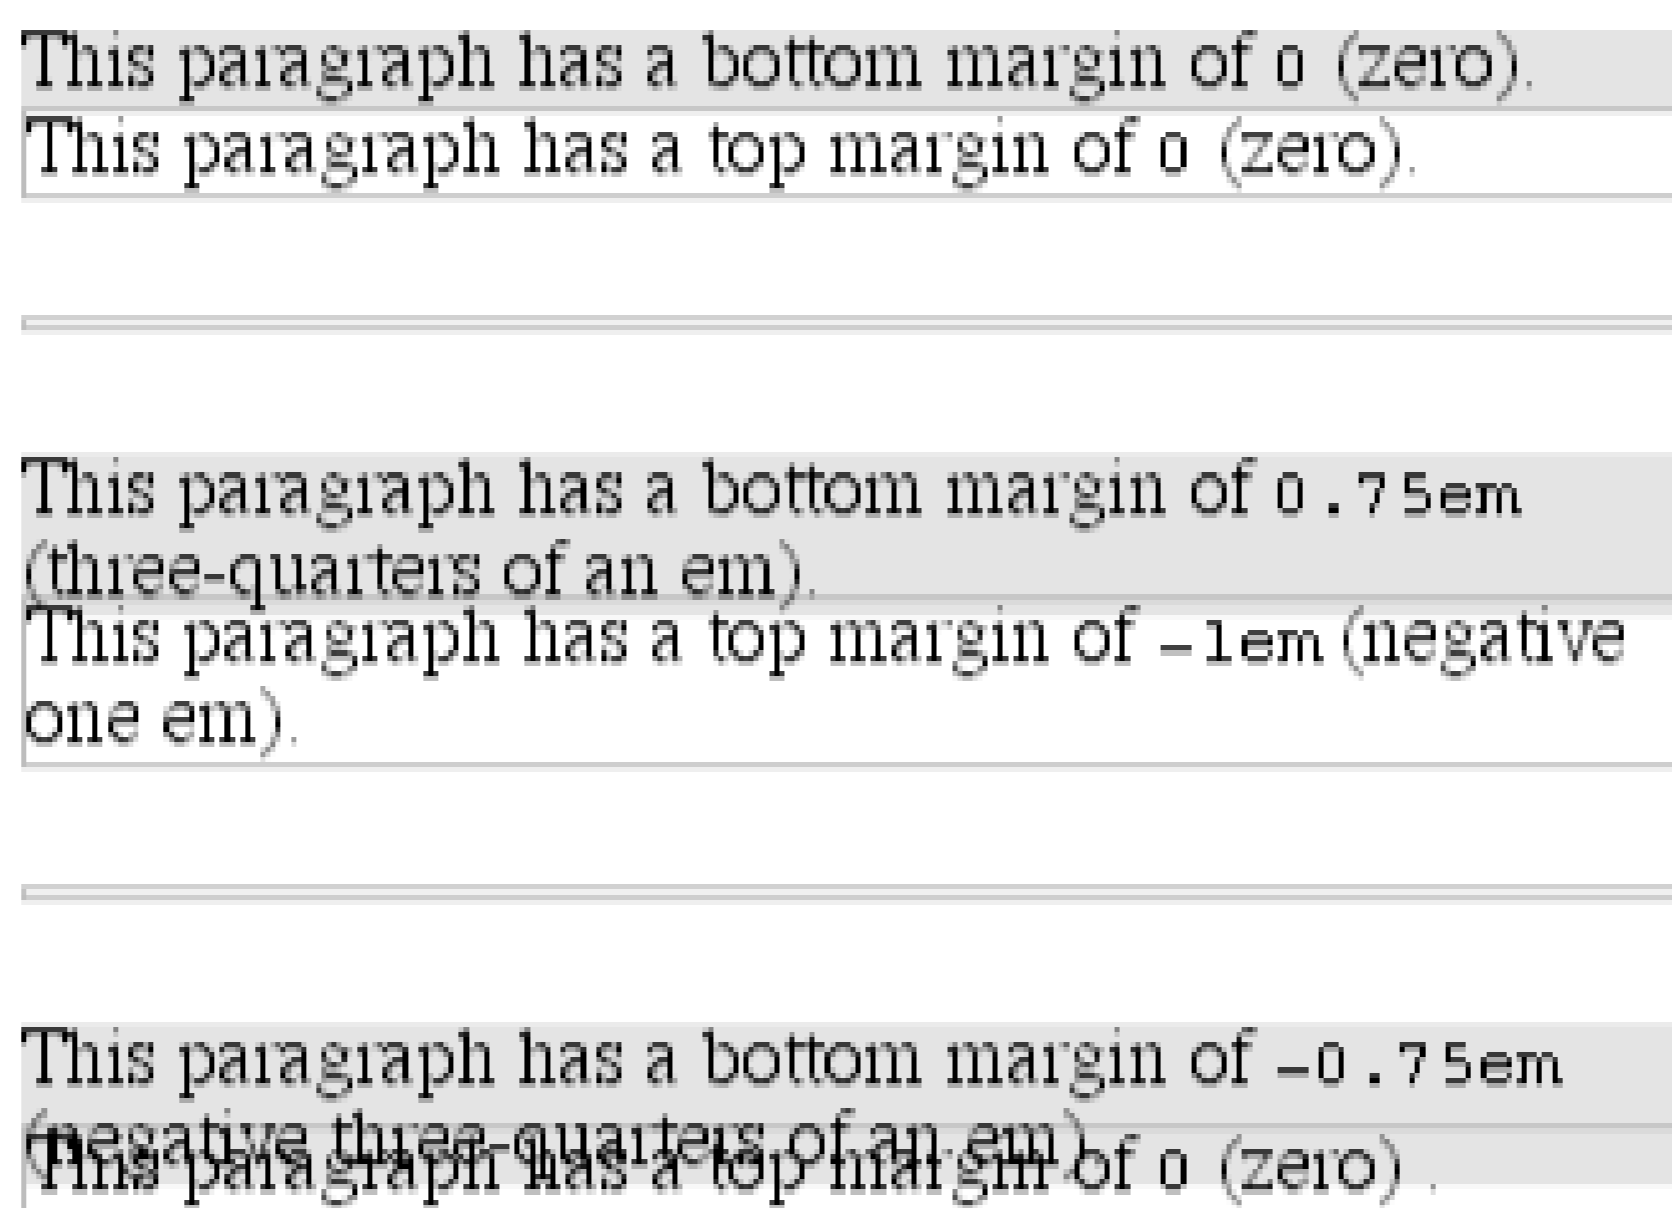 This paragraph has a bottom margin of 0 (zero).
This paragraph has a top margin of 0 (zero).
This paragraph has a bottom margin of 0.75em
(three-quarters of an em).
This paragraph has a top margin of -1em (negative
one em).
This paragraph has a bottom margin of -0.75em
(negative three-quarters of an em).
This paragraph has a top margin of 0 (zero) .